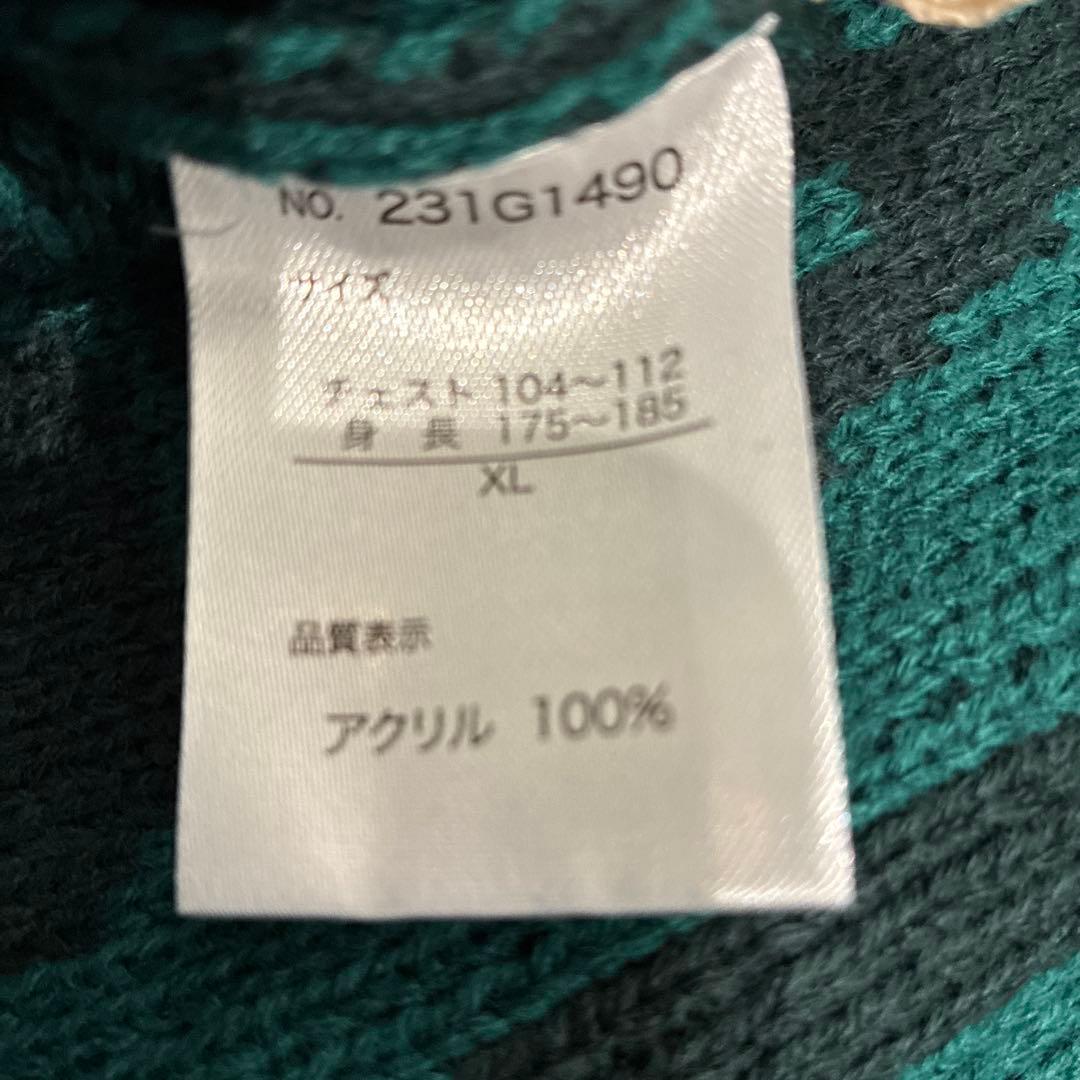 NO. 231G1490
サイズ
チェスト 104～112
身 長 175～185
XL
品質表示
アクリル 100%